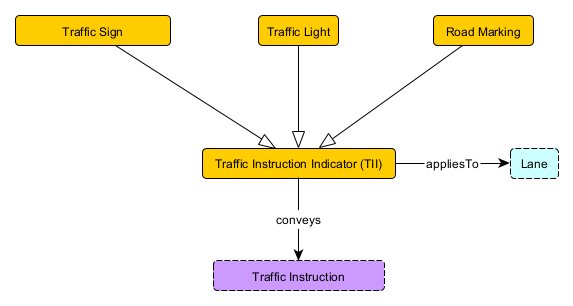 Traffic Sign
Traffic Light
Road Marking
Traffic Instruction Indicator (TII)
appliesTo
Lane
conveys
Traffic Instruction